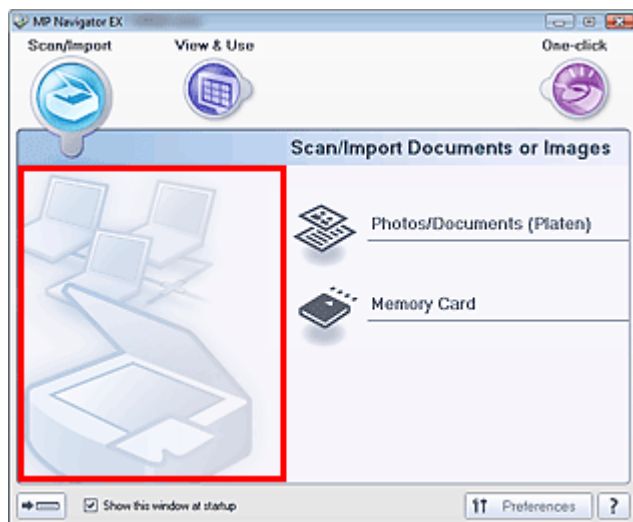 MP Navigator EX
Scan/Import
View & Use
One-click
Scan/Import Documents or Images
Photos/Documents (Platen)
Memory Card
Show this window at startup
Preferences
?